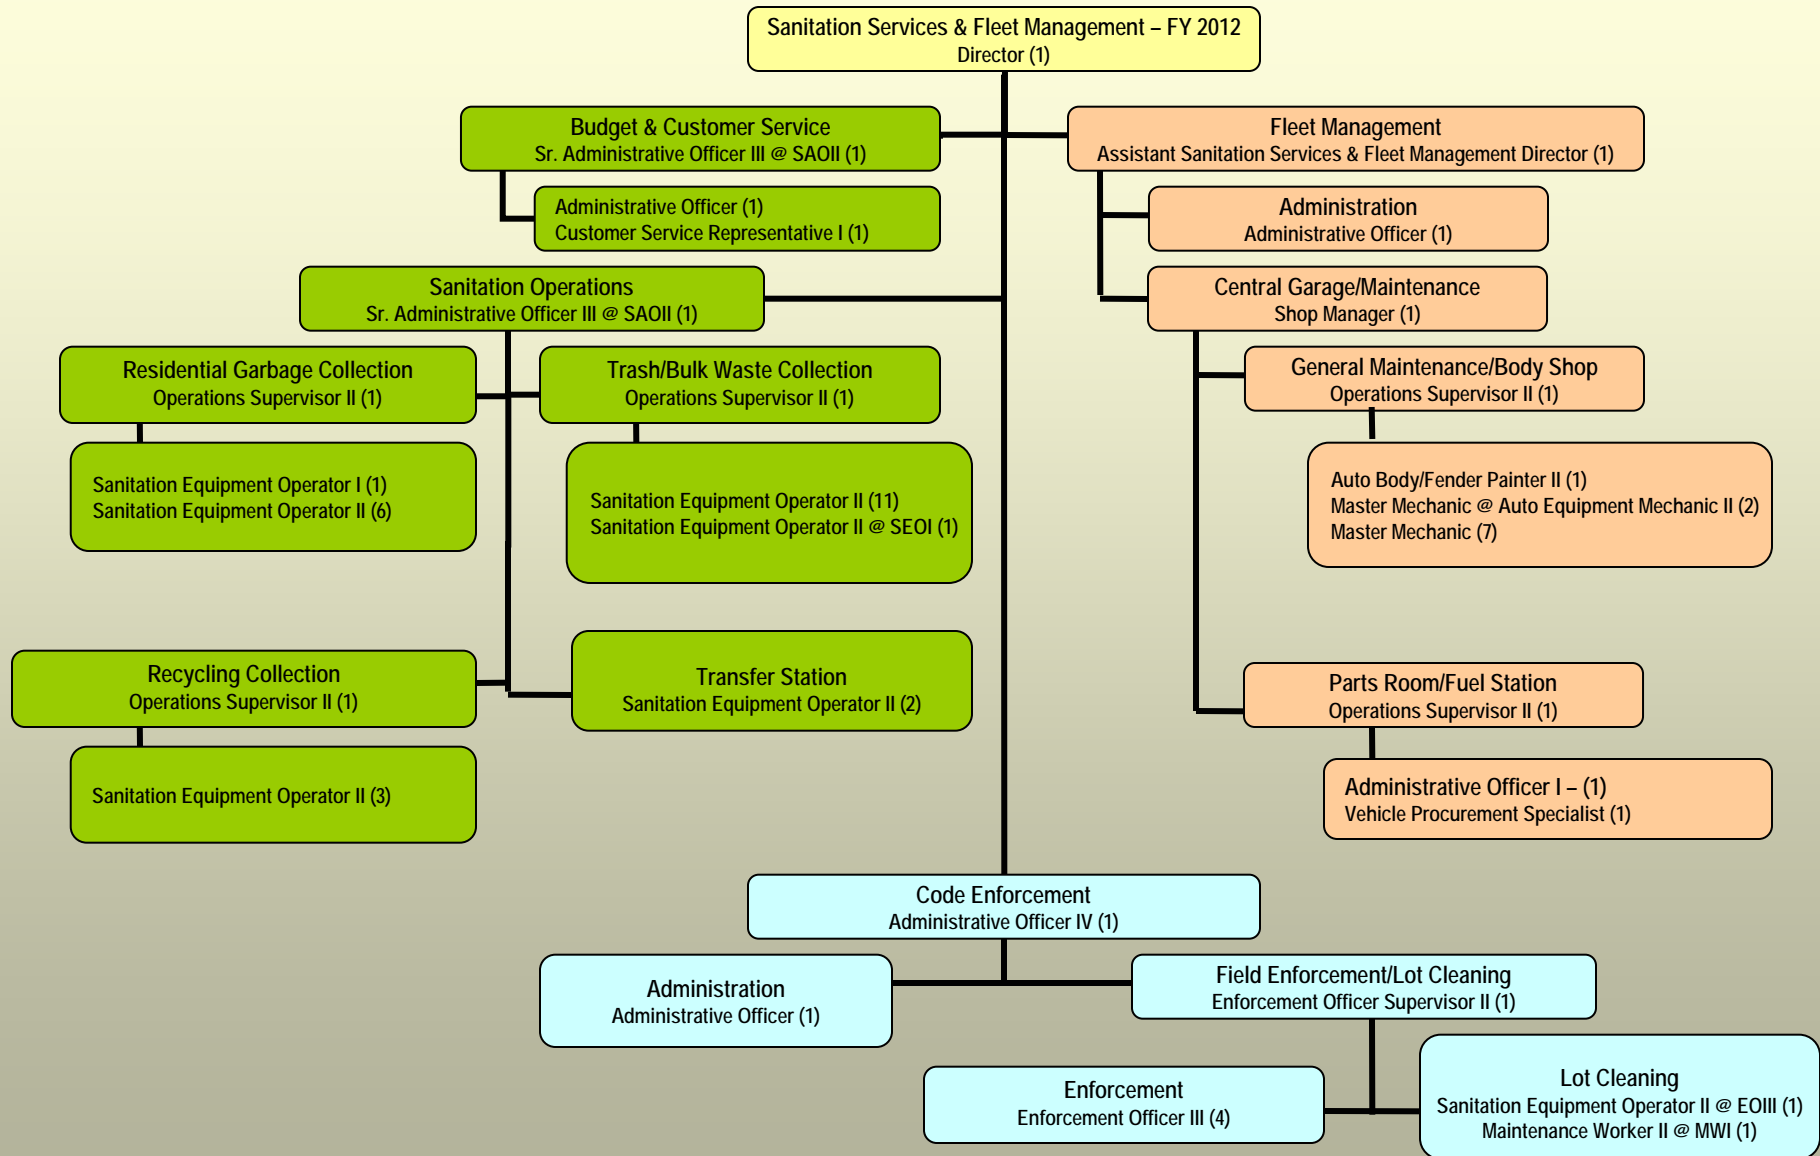 Sanitation Services & Fleet Management – FY 2012
Director (1)
Budget & Customer Service
Sr. Administrative Officer III @ SAOII (1)
Fleet Management
Assistant Sanitation Services & Fleet Management Director (1)
Administrative Officer (1)
Customer Service Representative I (1)
Administration
Administrative Officer (1)
Sanitation Operations
Sr. Administrative Officer III @ SAOII (1)
Central Garage/Maintenance
Shop Manager (1)
Residential Garbage Collection
Operations Supervisor II (1)
Trash/Bulk Waste Collection
Operations Supervisor II (1)
General Maintenance/Body Shop
Operations Supervisor II (1)
Sanitation Equipment Operator I (1)
Sanitation Equipment Operator II (6)
Sanitation Equipment Operator II (11)
Sanitation Equipment Operator II @ SEOI (1)
Auto Body/Fender Painter II (1)
Master Mechanic @ Auto Equipment Mechanic II (2)
Master Mechanic (7)
Recycling Collection
Operations Supervisor II (1)
Transfer Station
Sanitation Equipment Operator II (2)
Parts Room/Fuel Station
Operations Supervisor II (1)
Sanitation Equipment Operator II (3)
Administrative Officer I – (1)
Vehicle Procurement Specialist (1)
Code Enforcement
Administrative Officer IV (1)
Administration
Administrative Officer (1)
Field Enforcement/Lot Cleaning
Enforcement Officer Supervisor II (1)
Enforcement
Enforcement Officer III (4)
Lot Cleaning
Sanitation Equipment Operator II @ EOIII (1)
Maintenance Worker II @ MWI (1)